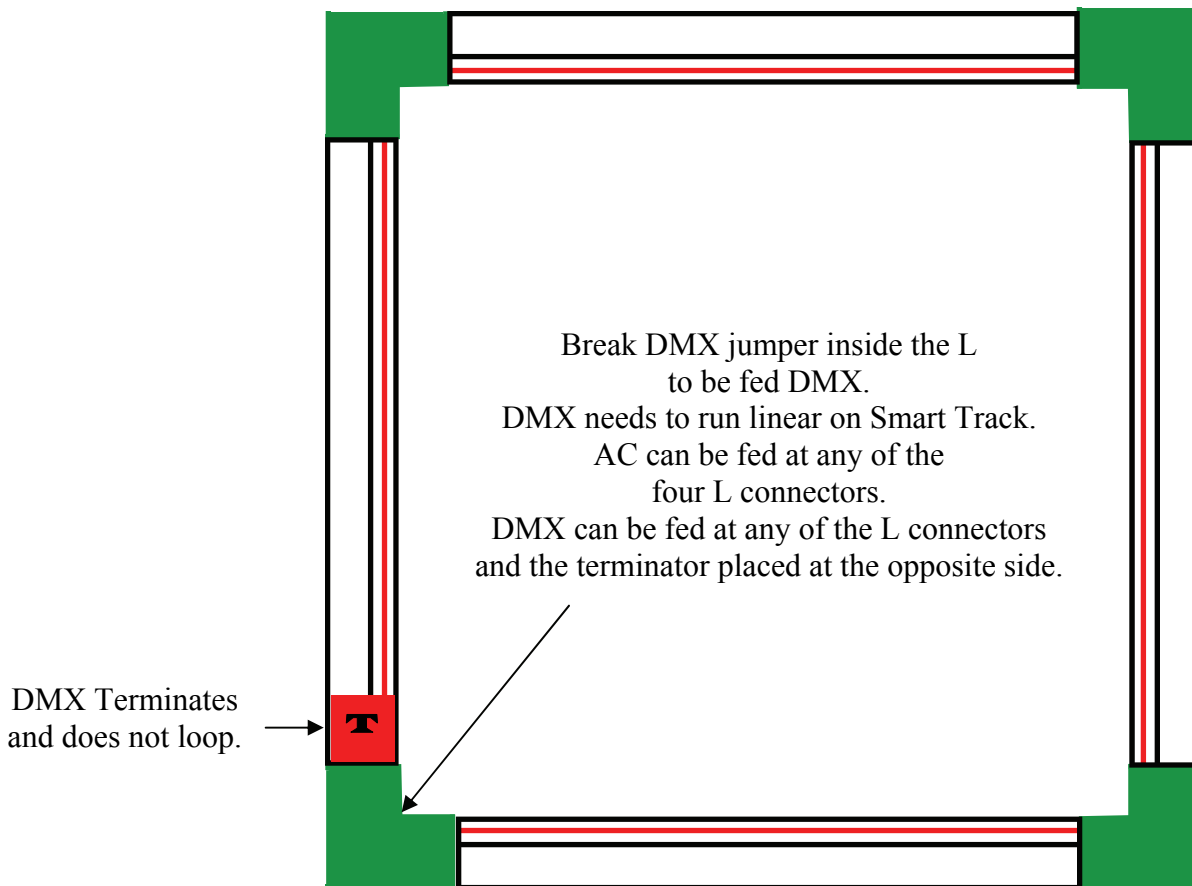 Break DMX jumper inside the L
to be fed DMX.
DMX needs to run linear on Smart Track.
AC can be fed at any of the
four L connectors.
DMX can be fed at any of the L connectors
and the terminator placed at the opposite side.
DMX Terminates
and does not loop.
T